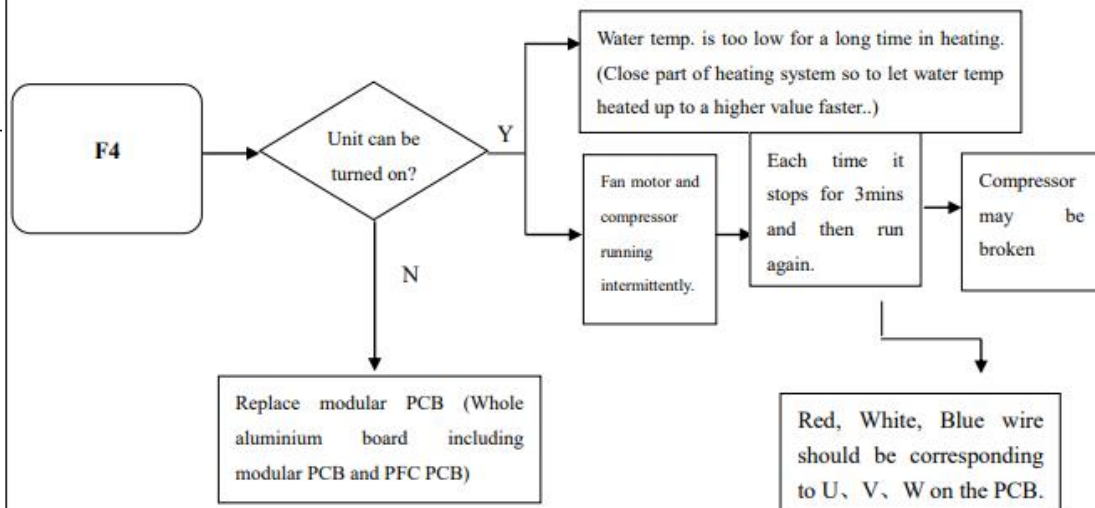 F4
Unit can be
turned on?
Y
N
Water temp. is too low for a long time in heating.
(Close part of heating system so to let water temp
heated up to a higher value faster..)
Fan motor and
compressor
running
intermittently.
Each time it
stops for 3mins
and then run
again.
Compressor
may be
broken
Replace modular PCB (Whole
aluminium board including
modular PCB and PFC PCB)
Red, White, Blue wire
should be corresponding
to U、V、W on the PCB.